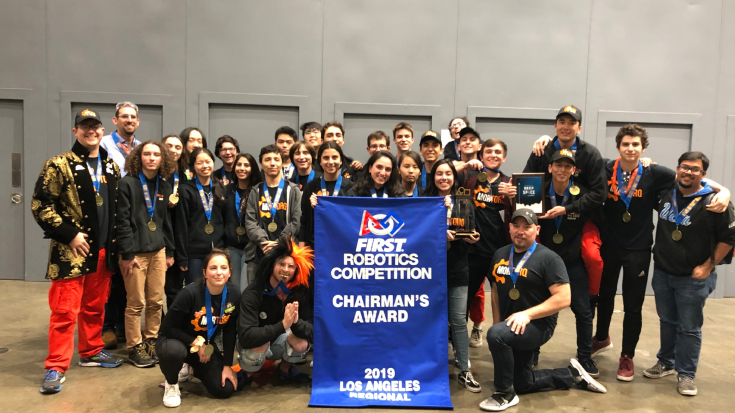 FIRST
ROBOTICS
COMPETITION
CHAIRMAN'S
AWARD
2019
LOS ANGELES
REGIONAL